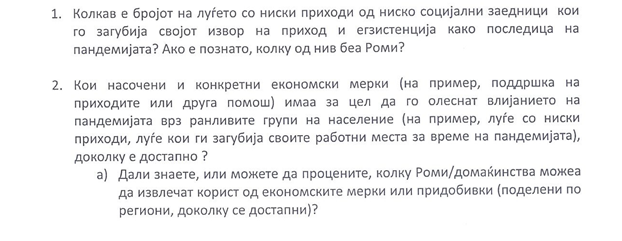 1. Колкав е бројот на луѓето со ниски приходи од ниско социјални заедници кои
го загубија својот извор на приход и егзистенција како последица на
пандемијата? Ако е познато, колку од нив беа Роми?
2. Кои насочени и конкретни економски мерки (на пример, поддршка на
приходите или друга помош) имаа за цел да го олеснат влијанието на
пандемијата врз ранливите групи на население (на пример, луѓе со ниски
приходи, луѓе кои ги загубија своите работни места за време на пандемијата),
доколку е достапно ?
а) Дали знаете, или можете да процените, колку Роми/домаќинства можеа
да извлечат корист од економските мерки или придобивки (поделени по
региони, доколку се достапни)?